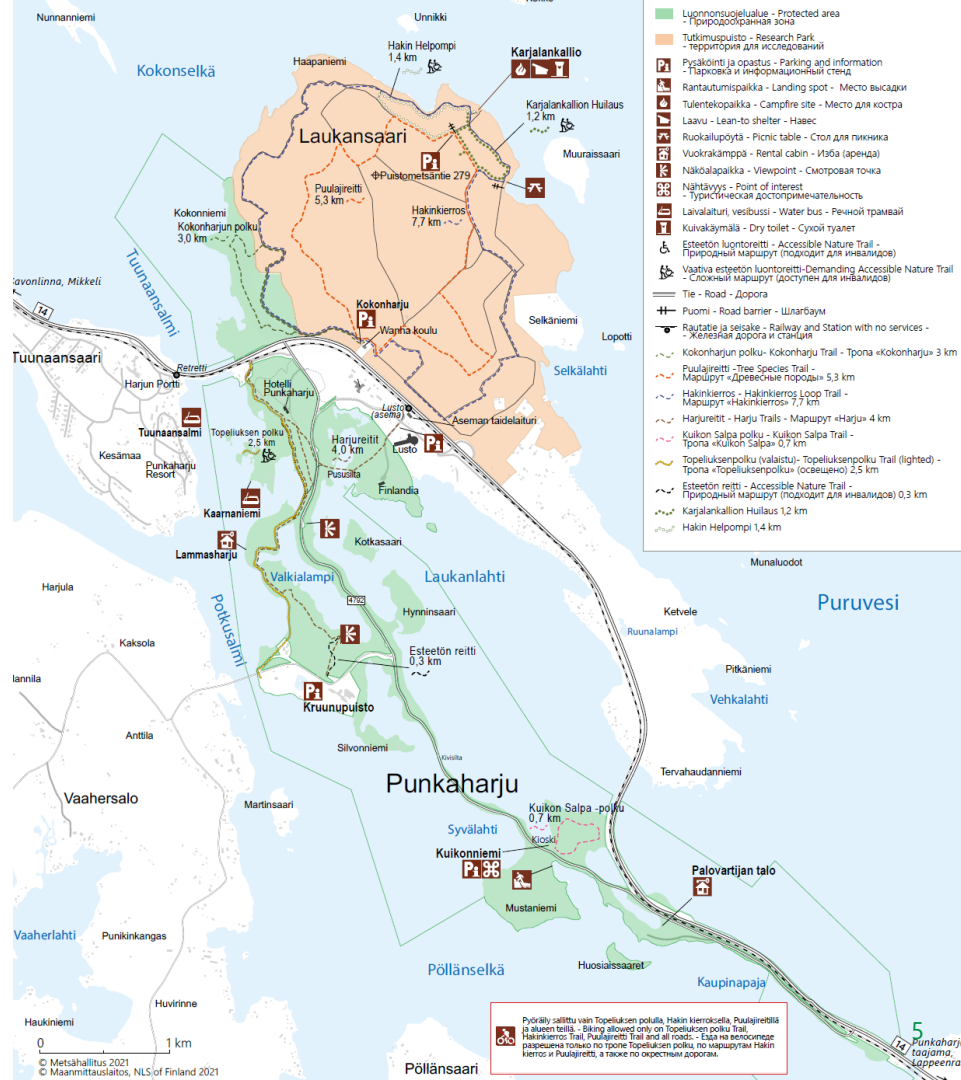 Nunnanniemi
Unnikki
Kokonselkä
Haapaniemi
Hakin Helpompi
1,4 km
Karjalankallio
Karjalankallion Huilaus
1,2 km
Laukansaari
Muuraissaari
Puistometsäntie 279
Puulajireitti
5,3 km
Hakinkierros
7,7 km
Kokonniemi
Kokonharjun polku
3,0 km
Tuunaansalmi
Savonlinna, Mikkeli
14
Kokonharju
Wanha koulu
Selkäniemi
Lopotti
Selkälahti
Tuunaansaari
Retretti
Harjun Portti
Hotelli
Punkaharju
Lusto
(asema)
Aseman taidelaituri
Tuunaansalmi
Topeliuksen polku
2,5 km
Harjureitit
4,0 km
Lusto
Kesämaa
Punkaharju
Resort
Pususilta
Finlandia
Kaarnaniemi
Kotkasaari
Lammasharju
Valkialampi
Laukanlahti
Munaluodot
Puruvesi
Harjula
Potkusalmi
4792
Hynninsaari
Ketvele
Ruunalampi
Kaksola
Esteetön reitti
0,3 km
Pitkäniemi
Vehkalahti
Kruunupuisto
Anttila
Silvonniemi
Kivisilta
Tervahaudanniemi
Punkaharju
Vaahersalo
Martinsaari
Kuikon Salpa -polku
0,7 km
Syvälahti
Kioski
Kuikonniemi
Palovartijan talo
Mustaniemi
Vaaherlahti
Punikinkangas
Pöllänselkä
Huosiaissaaret
Kaupinapaja
Huvirinne
Haukiniemi
0
1 km
© Metsähallitus 2021
© Maanmittauslaitos, NLS of Finland 2021
Pöllänsaari
5
14
Punkaharju
taajama,
Luonnonsuojelualue - Protected area
- Природоохранная зона
Tutkimuspuisto - Research Park
- территория для исследований
Pysäköinti ja opastus - Parking and information
- Парковка и информационный стенд
Rantautumispaikka - Landing spot - Место высадки
Tulentekopaikka - Campfire site - Место для костра
Laavu - Lean-to shelter - Навес
Ruokailupöytä - Picnic table - Стол для пикника
Vuokrakämppä - Rental cabin - Изба (аренда)
Näköalapaikka - Viewpoint - Смотровая точка
Nähtävyys - Point of interest
- Туристическая достопримечательность
Laivalaituri, vesibussi - Water bus - Речной трамвай
Kuivakäymälä - Dry toilet - Сухой туалет
Esteetön luontoreitti - Accessible Nature Trail -
Природный маршрут (подходит для инвалидов)
Vaativa esteetön luontoreitti-Demanding Accessible Nature Trail
- Сложный маршрут (доступен для инвалидов)
Tie - Road - Дорога
Puomi - Road barrier - Шлагбаум
Rautatie ja seisake - Railway and Station with no services -
- Железная дорога и станция
Kokonharjun polku- Kokonharju Trail - Тропа «Kokonharju» 3 km
Puulajireitti -Tree Species Trail -
Маршрут «Древесные породы» 5,3 km
Hakinkierros - Hakinkierros Loop Trail -
Маршрут «Hakinkierros» 7,7 km
Harjureitit - Harju Trails - Маршрут «Harju» 4 km
Kuikon Salpa polku - Kuikon Salpa Trail -
Тропа «Kuikon Salpa» 0,7 km
Topeliuksenpolku (valaistu)- Topeliuksenpolku Trail (lighted) -
Тропа «Topeliuksenpolku» (освещено) 2,5 km
Esteetön reitti - Accessible Nature Trail -
Природный маршрут (подходит для инвалидов) 0,3 km
Karjalankallion Huilaus 1,2 km
Hakin Helpompi 1,4 km
Pyöräily sallittu vain Topeliuksen polulla, Hakin kierroksella, Puulajireitillä
ja alueen teillä. - Biking allowed only on Topeliuksen polku Trail,
Hakinkierros Trail, Puulajireitti Trail and all roads. - Езда на велосипеде
разрешена только по тропе Topeliuksen polku, по маршрутам Hakin
kierros и Puulajireitti, а также по окрестным дорогам.